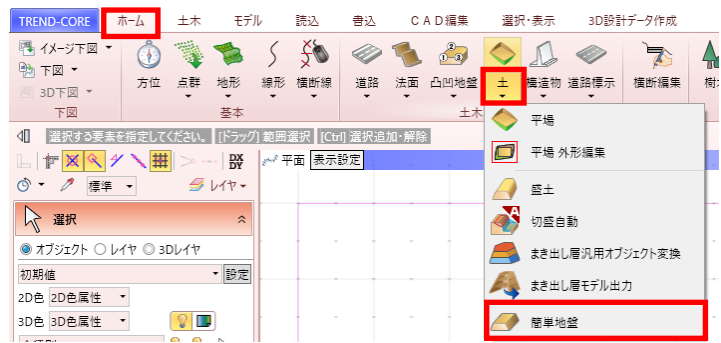 TREND-CORE ホーム 土木 モデル 読込 書込 CAD編集 選択・表示 3D設計データ作成
イメージ下図
下図
3D下図
下図
方位 点群 地形 線形 横断線 道路 法面 凸凹地盤 土 構造物 道路標示 横断編集
基本
土木
選択する要素を指定してください。 [ドラッグ] 範囲選択 [Ctrl] 選択追加・解除
標準 レイヤ
平面 表示設定
選択
オブジェクト レイヤ 3Dレイヤ
初期値 設定
2D色 2D色属性
3D色 3D色属性
平場
平場 外形編集
盛土
切盛自動
まき出し層汎用オブジェクト変換
まき出し層モデル出力
簡単地盤